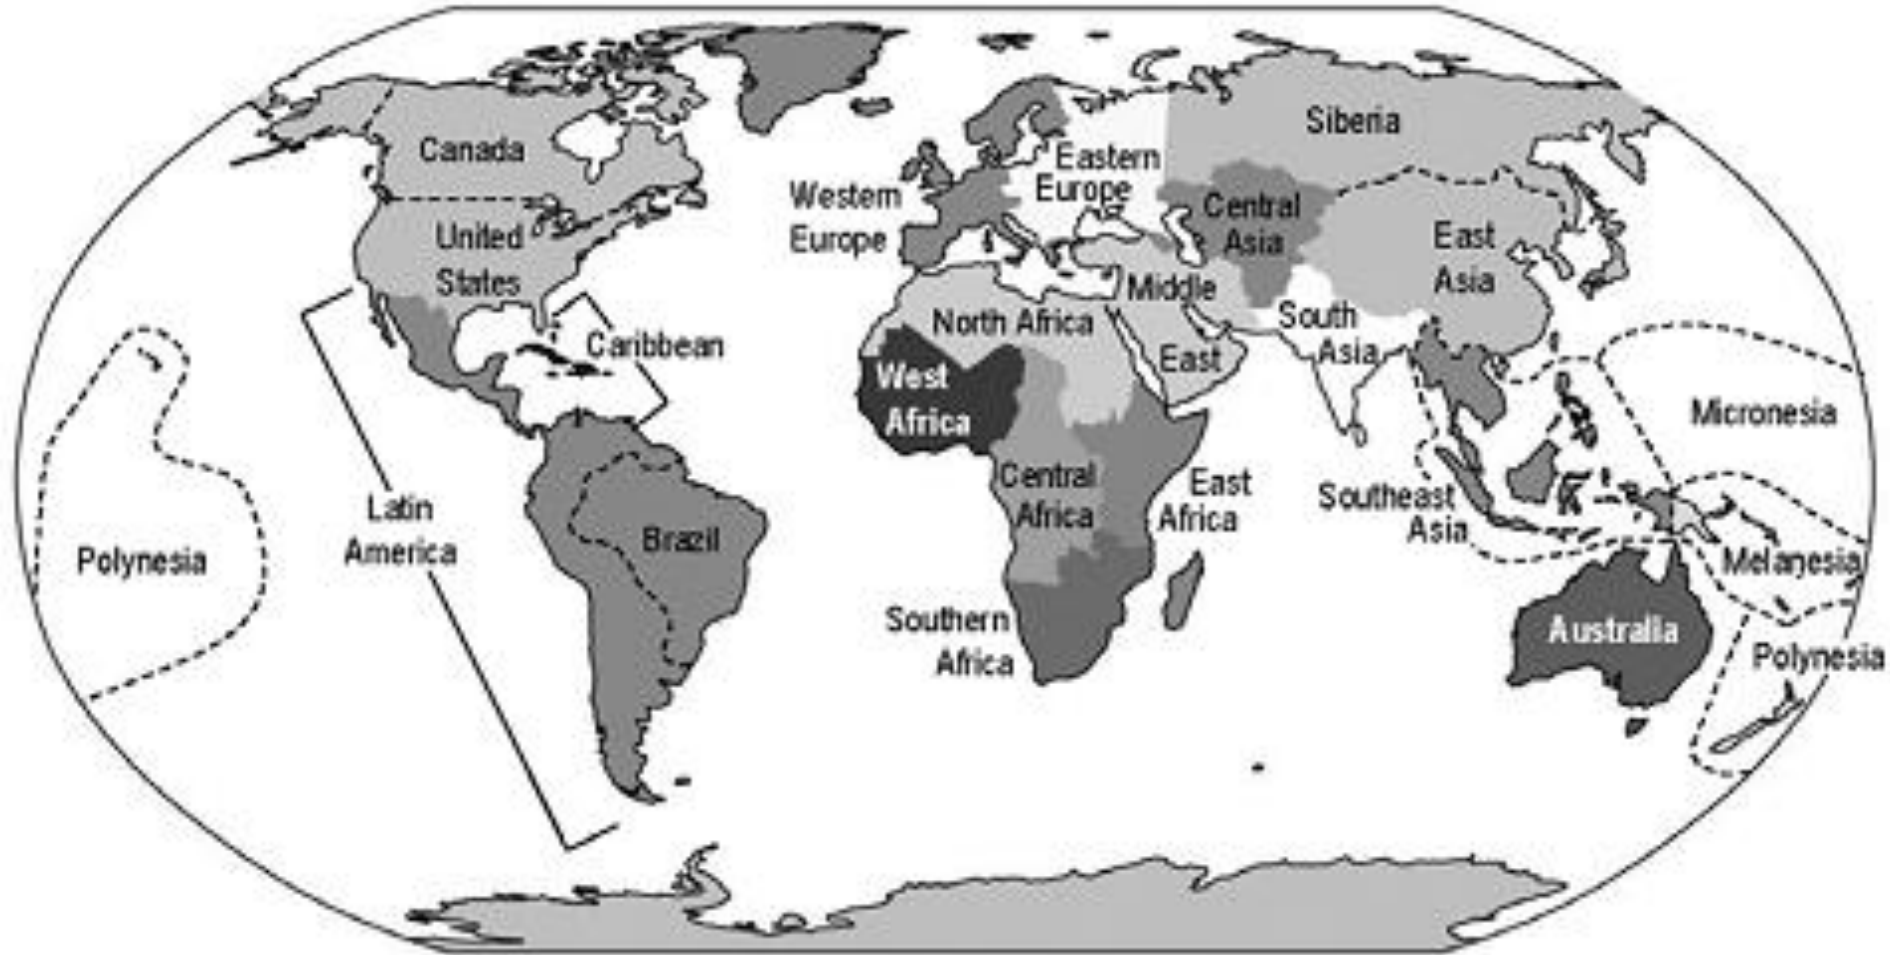 Canada
United
States
Caribbean
Latin
America
Brazil
Polynesia
Western
Europe
Eastern
Europe
Siberia
Central
Asia
East
Asia
Middle
East
North Africa
West
Africa
Central
Africa
East
Africa
Southern
Africa
South
Asia
Southeast
Asia
Micronesia
Melanesia
Australia
Polynesia